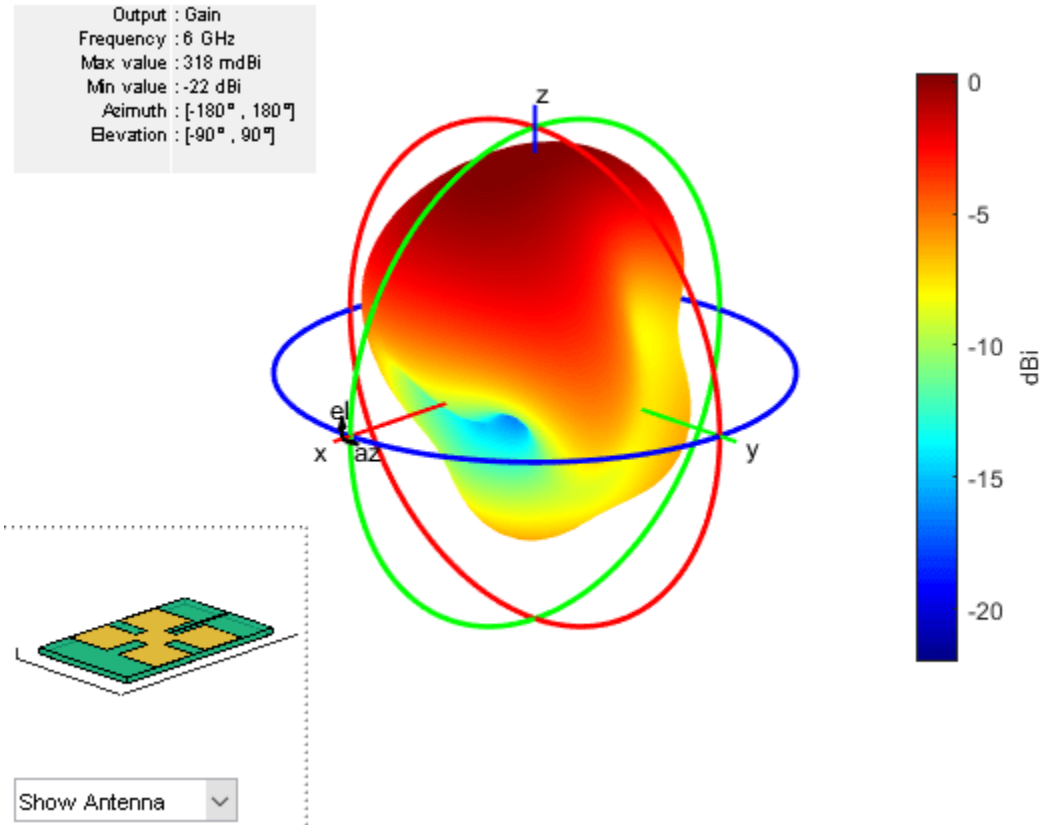 Output : Gain
Frequency : 6 GHz
Max value : 318 mdBi
Min value : -22 dBi
Azimuth : [-180° , 180°]
Elevation : [-90° , 90°]
z
0
-5
-10
dBi
-15
-20
el
x
az
y
Show Antenna